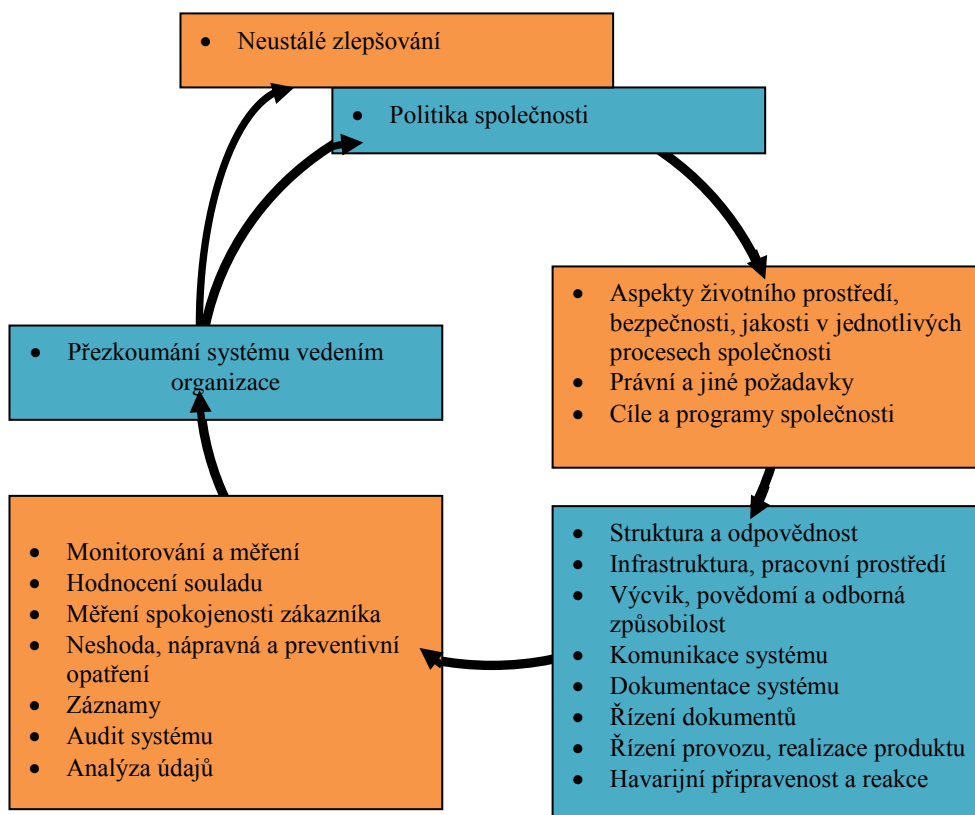 • Neustálé zlepšování
• Politika společnosti
• Aspekty životního prostředí,
bezpečnosti, jakosti v jednotlivých
procesech společnosti
• Právní a jiné požadavky
• Cíle a programy společnosti
• Přezkoumání systému vedením
organizace
• Monitorování a měření
• Hodnocení souladu
• Měření spokojenosti zákazníka
• Neshoda, nápravná a preventivní
opatření
• Záznamy
• Audit systému
• Analýza údajů
• Struktura a odpovědnost
• Infrastruktura, pracovní prostředí
• Výcvik, povědomí a odborná
způsobilost
• Komunikace systému
• Dokumentace systému
• Řízení dokumentů
• Řízení provozu, realizace produktu
• Havarijní připravenost a reakce